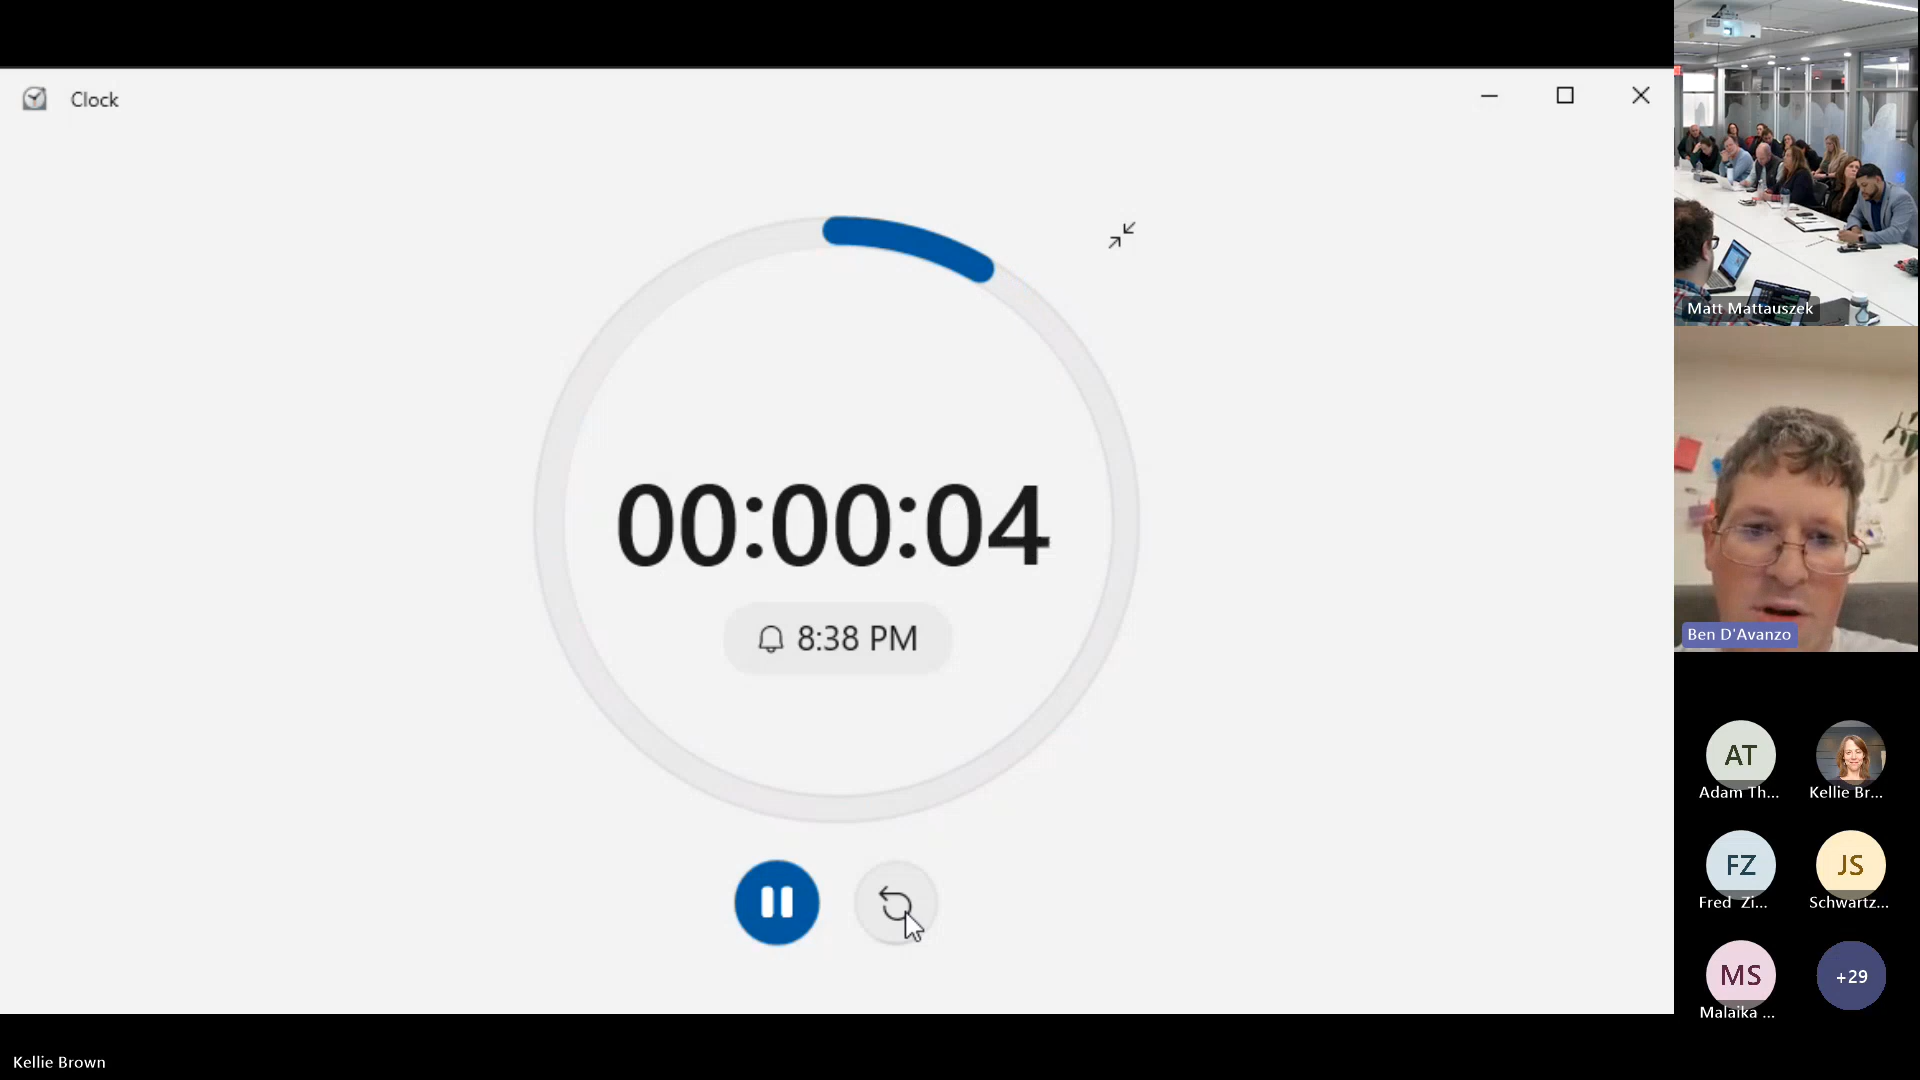 Clock
00:00:04
8:38 PM
Matt Mattauszek
Ben D'Avanzo
AT
Adam Th...
Kellie Br...
FZ
Fred Zi...
JS
Schwartz...
MS
Malaika ...
+29
Kellie Brown